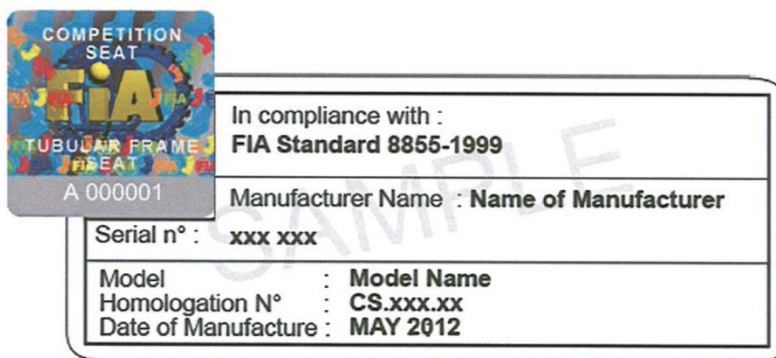 COMPETITION
SEAT
FIA
TUBULAR FRAME
SEAT
A 000001
In compliance with :
FIA Standard 8855-1999
Manufacturer Name : Name of Manufacturer
Serial n° : xxx xxx
Model : Model Name
Homologation N° : CS.xxx.xx
Date of Manufacture : MAY 2012
SAMPLE